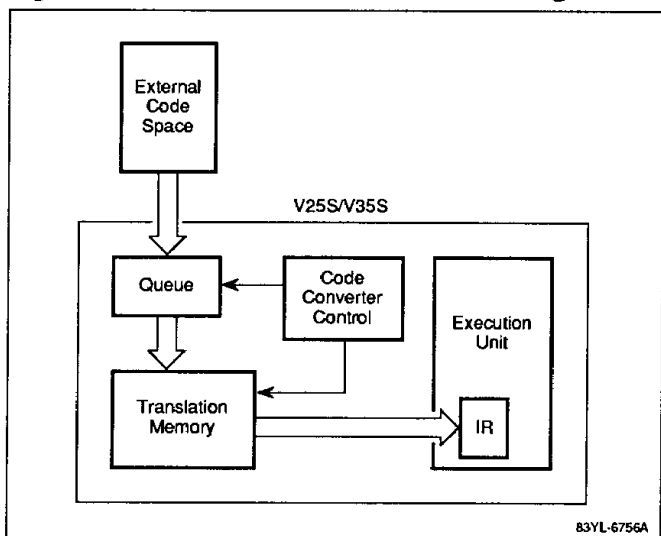 External
Code
Space
V25S/V35S
Queue
Code
Converter
Control
Execution
Unit
Translation
Memory
IR
83YL-6756A